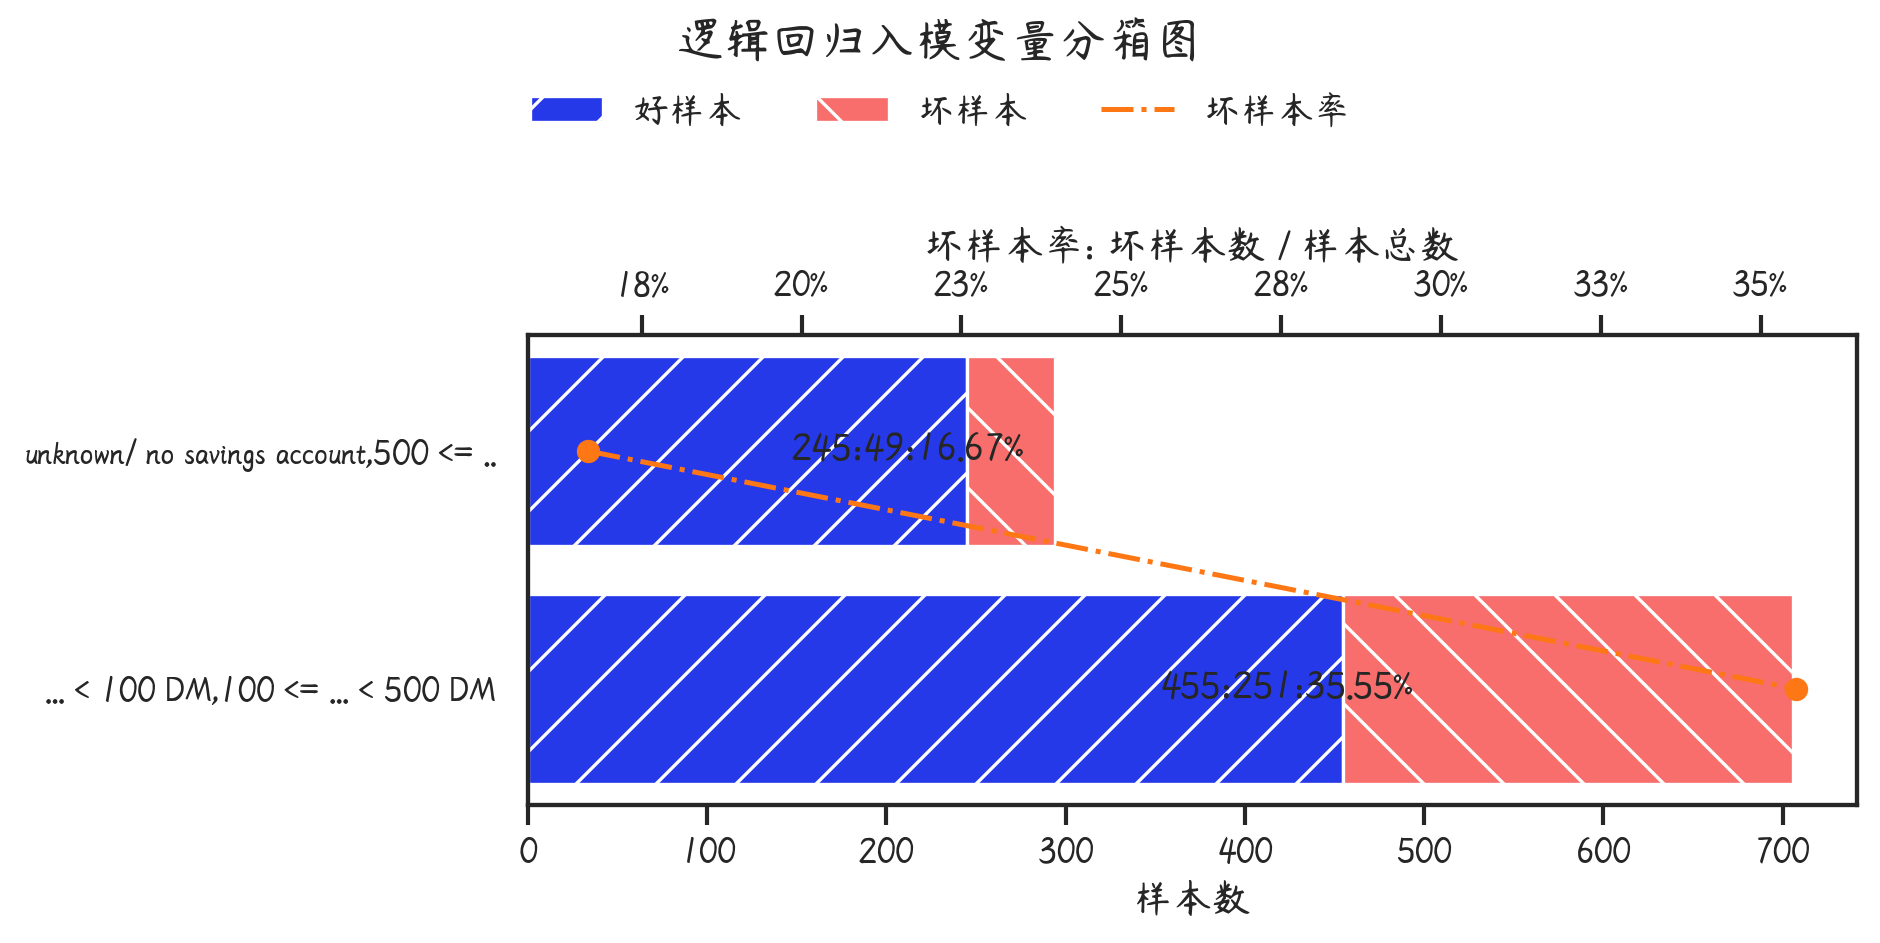 逻辑回归入模变量分箱图
好样本 坏样本 坏样本率
坏样本率: 坏样本数 / 样本总数
18% 20% 23% 25% 28% 30% 33% 35%
unknown/ no savings account,500 <= ..
245:49:16.67%
... < 100 DM,100 <= ... < 500 DM
455:251:35.55%
0 100 200 300 400 500 600 700
样本数